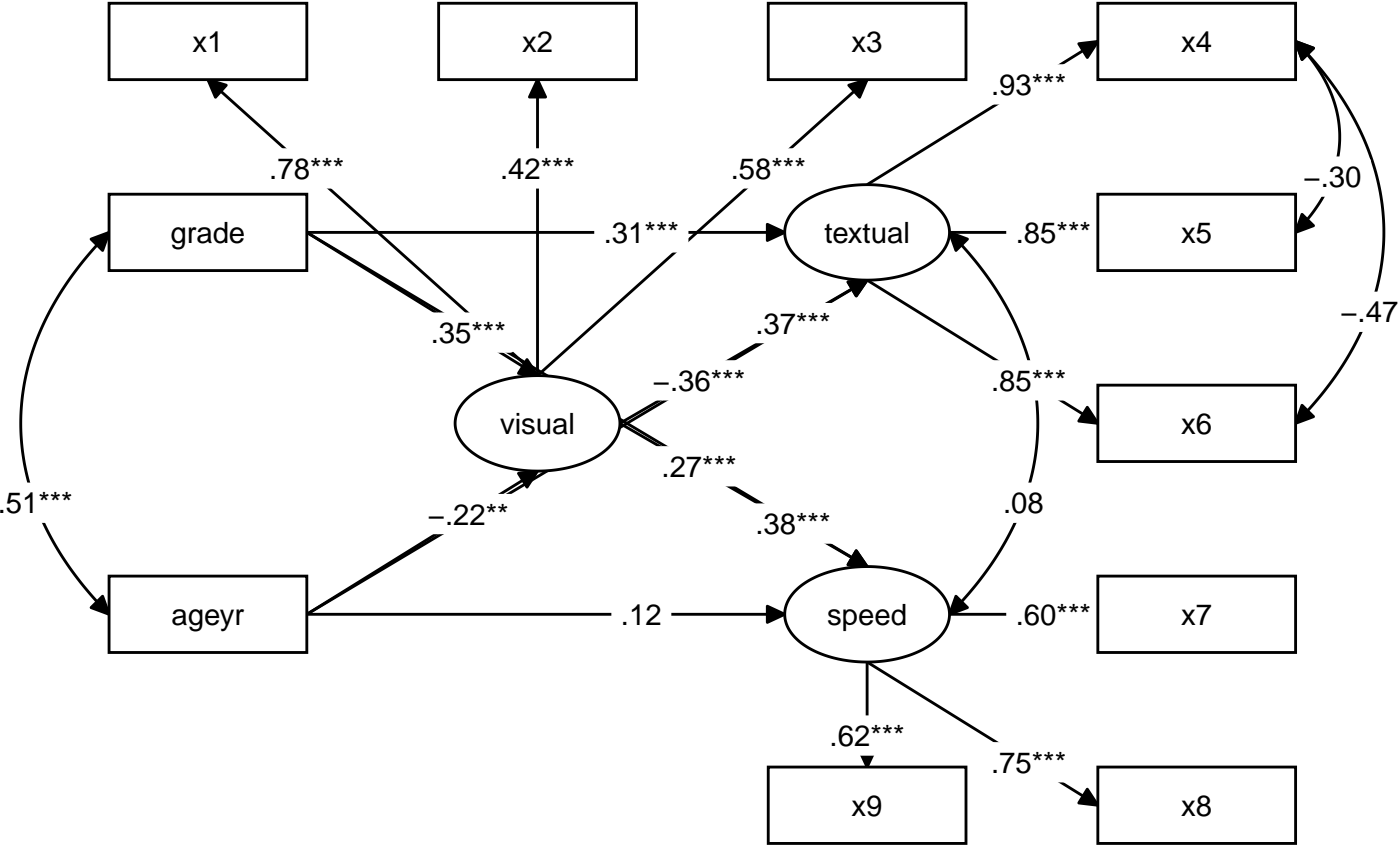 x1
x2
x3
x4
.93***
.78***
.42***
.58***
–.30
grade
.31***
textual
.85***
x5
.35***
.37***
–.47
–.36***
.85***
visual
x6
.27***
.51***
–.22**
.38***
.08
ageyr
.12
speed
.60***
x7
.62***
.75***
x9
x8